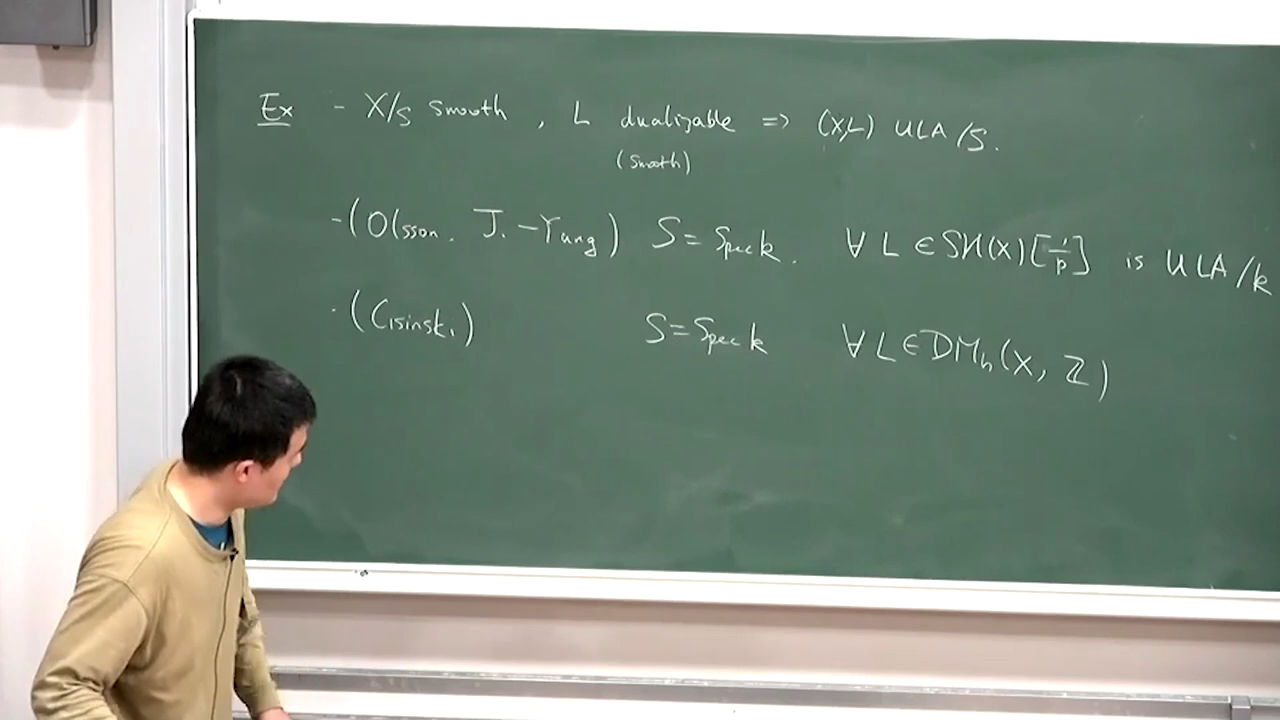 Ex - X/S smooth, L dualizable => (X,L) ULA/S.
(smooth)
- (Olsson. J.-Yang) S = Spec k. ∀ L ∈ SH(X)[1/p] is ULA/k
- (Cisinski) S = Spec k ∀ L ∈ DM_h(X, ℤ)